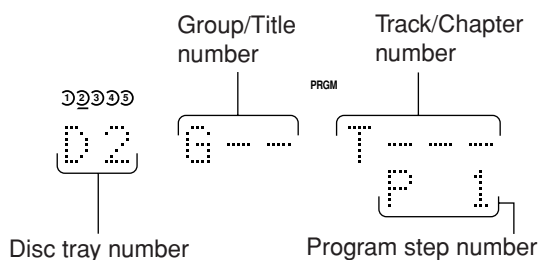 Group/Title number
Track/Chapter number
PRGM
①②③④⑤
D 2 G -- -- T -- -- --
P 1
Disc tray number
Program step number